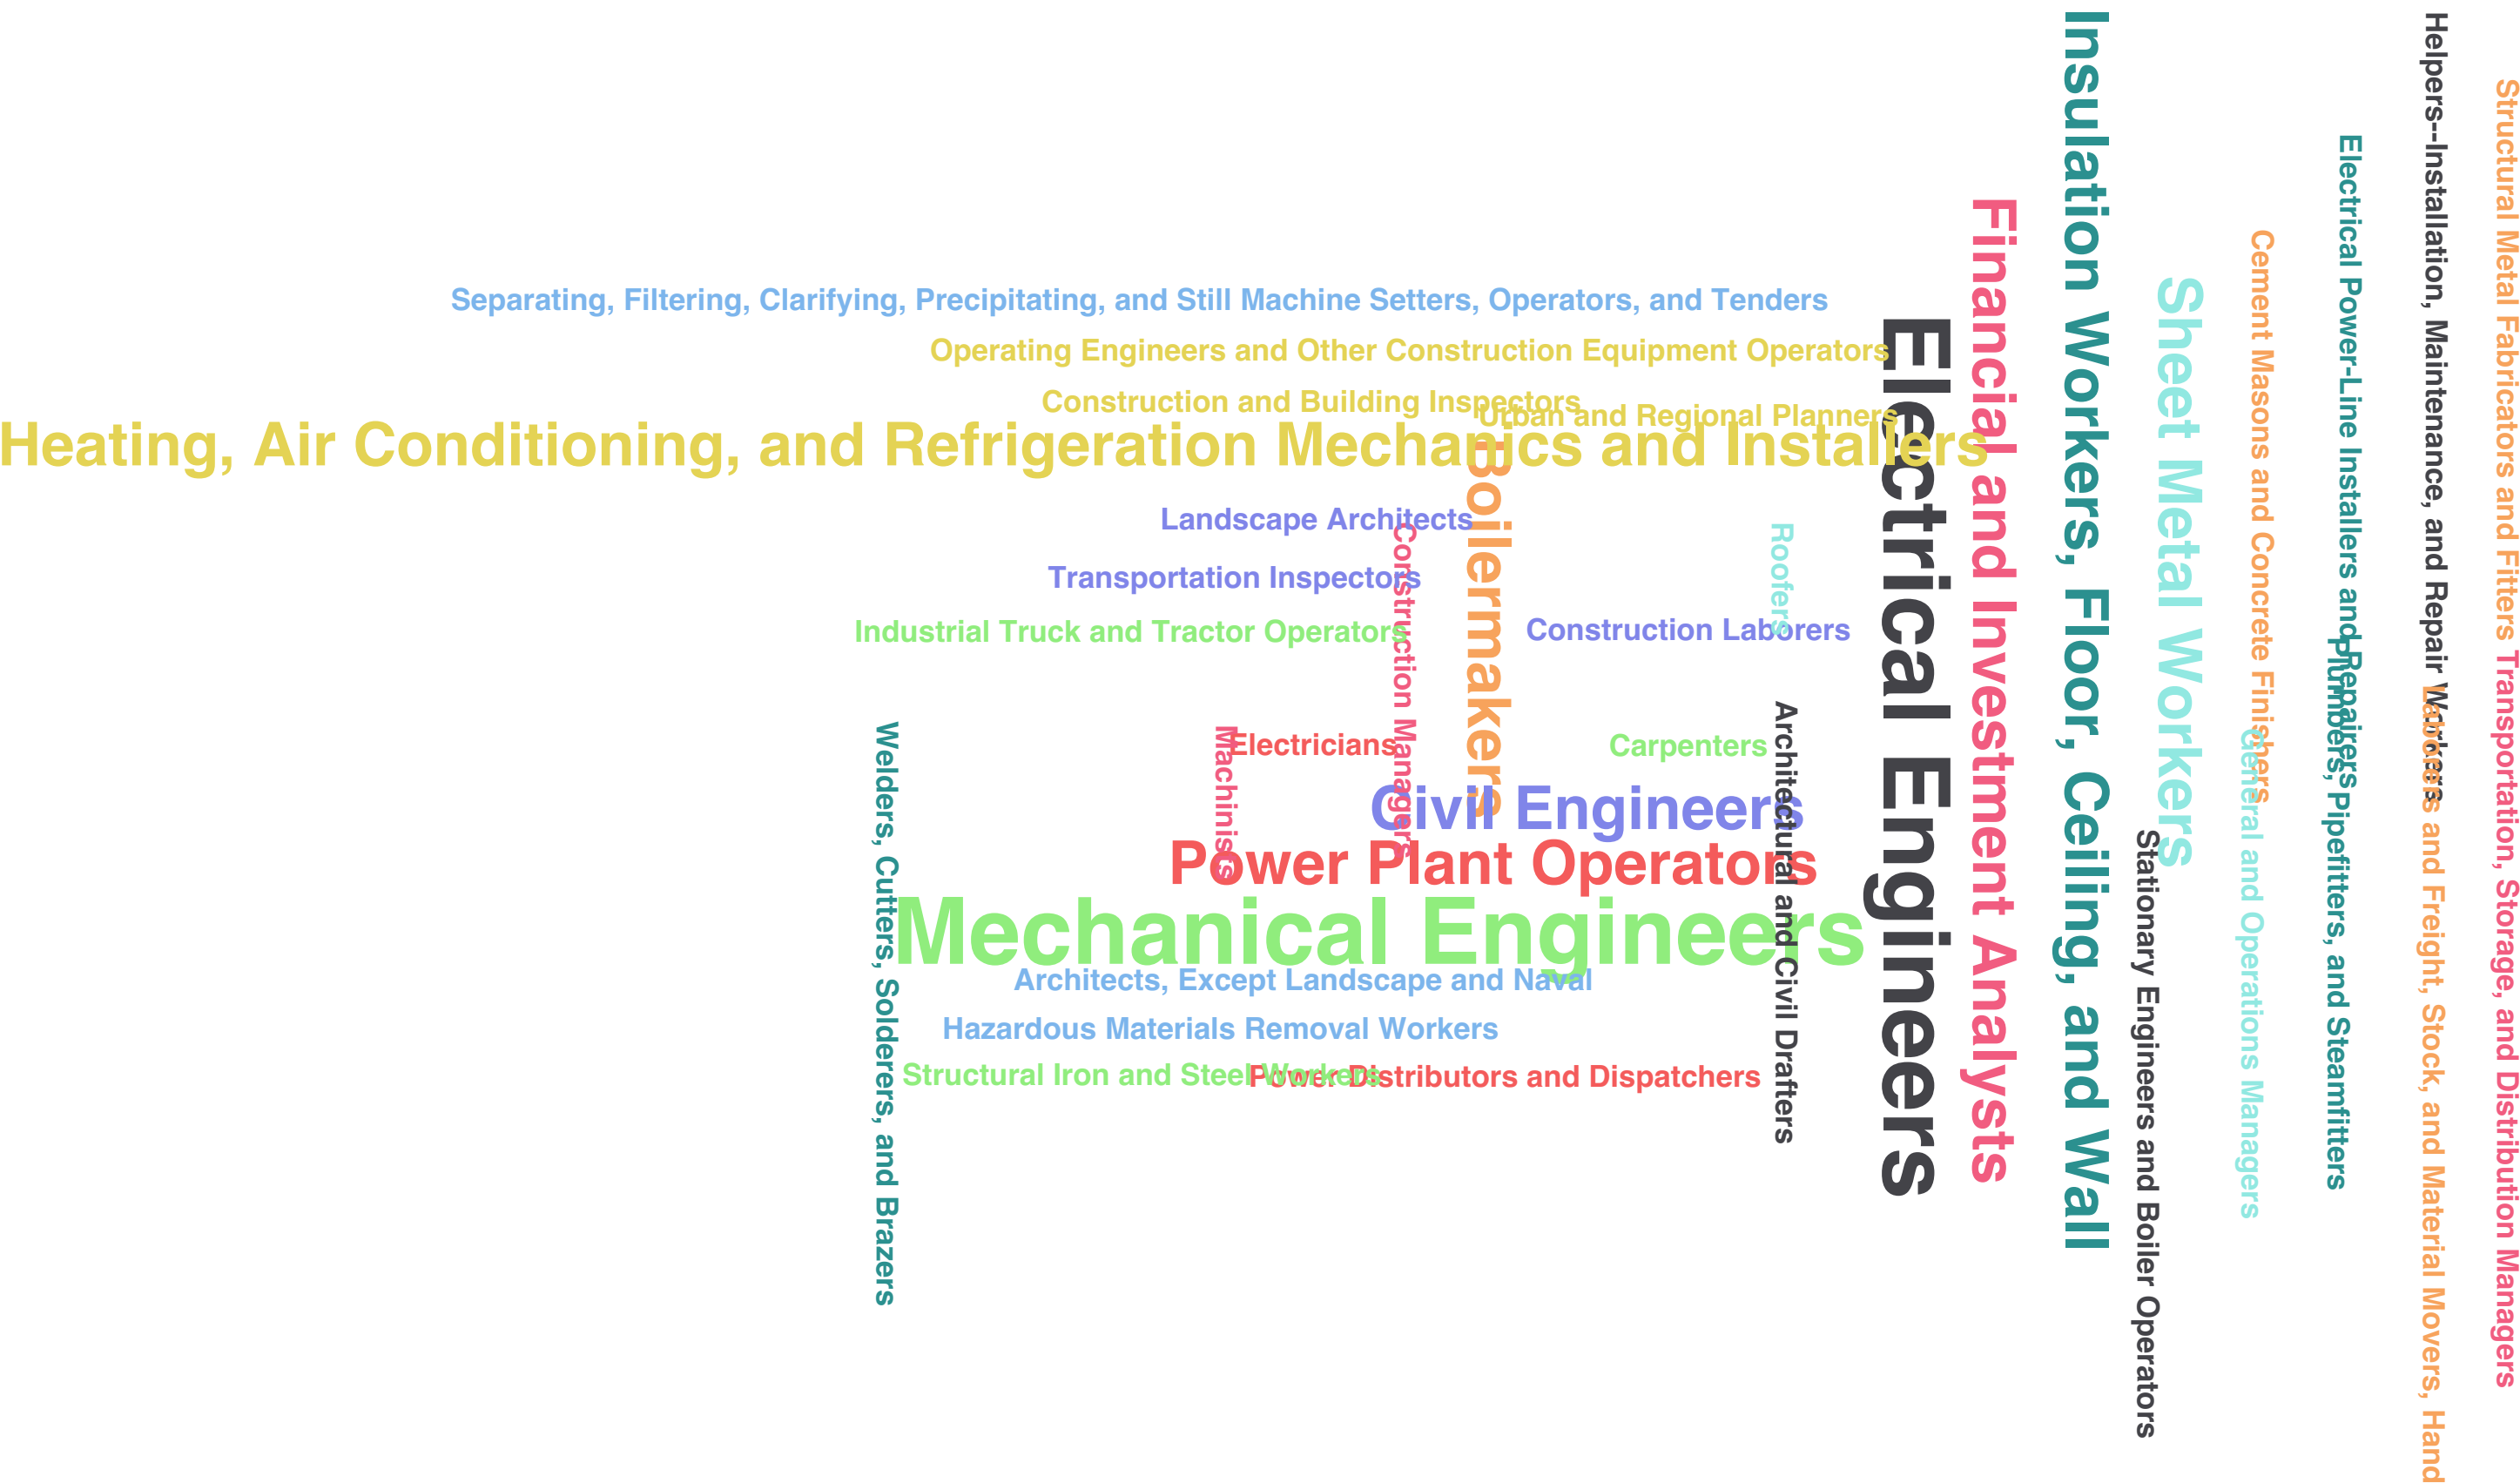 Separating, Filtering, Clarifying, Precipitating, and Still Machine Setters, Operators, and Tenders
Operating Engineers and Other Construction Equipment Operators
Construction and Building Inspectors
Urban and Regional Planners
Heating, Air Conditioning, and Refrigeration Mechanics and Installers
Landscape Architects
Transportation Inspectors
Industrial Truck and Tractor Operators
Construction Managers
Boilermakers
Roofers
Construction Laborers
Welders, Cutters, Solderers, and Brazers
Machinists
Electricians
Carpenters
Civil Engineers
Power Plant Operators
Mechanical Engineers
Architects, Except Landscape and Naval
Hazardous Materials Removal Workers
Structural Iron and Steel Workers
Power Distributors and Dispatchers
Architectural and Civil Drafters
Electrical Engineers
Financial and Investment Analysts
Insulation Workers, Floor, Ceiling, and Wall
Sheet Metal Workers
Stationary Engineers and Boiler Operators
Cement Masons and Concrete Finishers
General and Operations Managers
Electrical Power-Line Installers and Repairers
Plumbers, Pipefitters, and Steamfitters
Helpers--Installation, Maintenance, and Repair Workers
Laborers and Freight, Stock, and Material Movers, Hand
Structural Metal Fabricators and Fitters
Transportation, Storage, and Distribution Managers